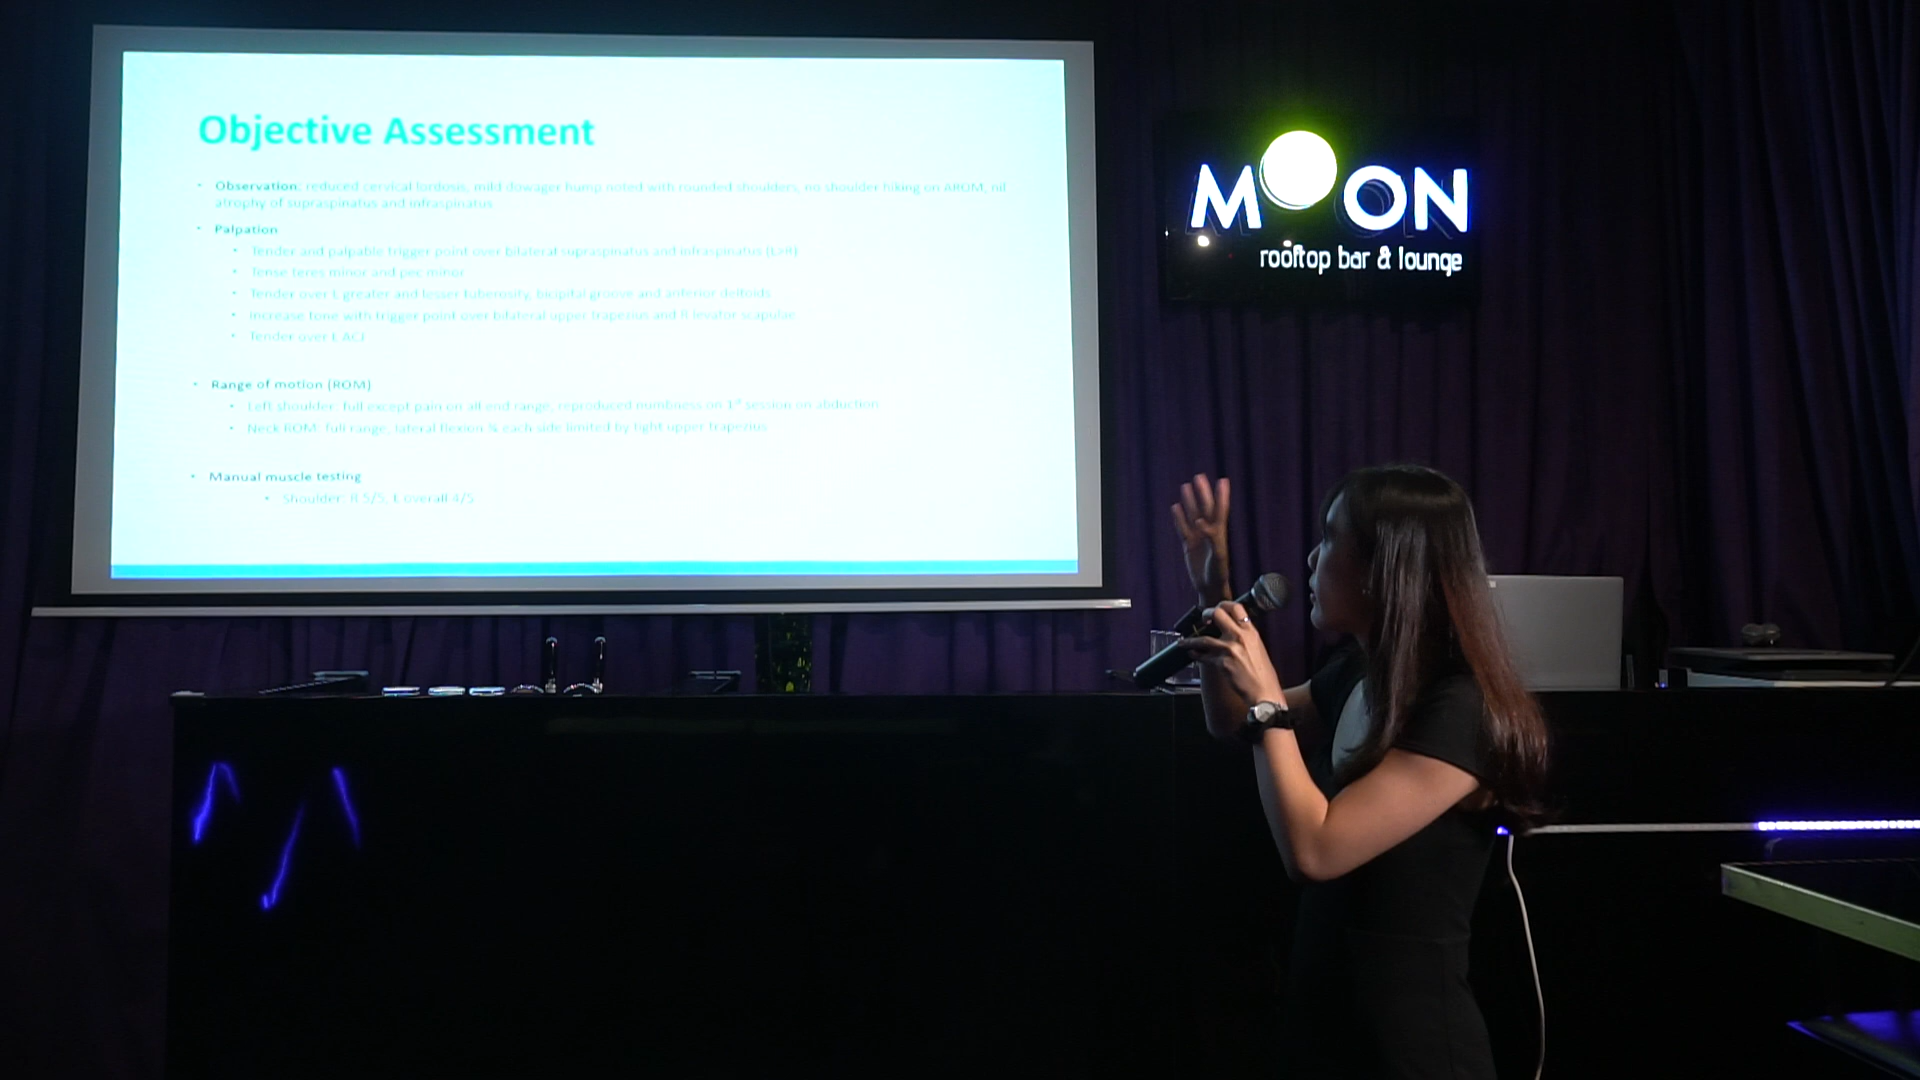 Objective Assessment
• Observation: reduced cervical lordosis, mild dowager hump noted with rounded shoulders, no shoulder hiking on AROM, nil
atrophy of supraspinatus and infraspinatus
• Palpation
• Tender and palpable trigger point over bilateral supraspinatus and infraspinatus (L>R)
• Tense teres minor and pec minor
• Tender over L greater and lesser tuberosity, bicipital groove and anterior deltoids
• Increase tone with trigger point over bilateral upper trapezius and R levator scapulae
• Tender over L ACJ
• Range of motion (ROM)
• Left shoulder: full except pain on all end range, reproduced numbness on 1st session on abduction
• Neck ROM: full range, lateral flexion % each side limited by tight upper trapezius
• Manual muscle testing
• Shoulder: R 5/5, L overall 4/5
MOON
rooftop bar & lounge